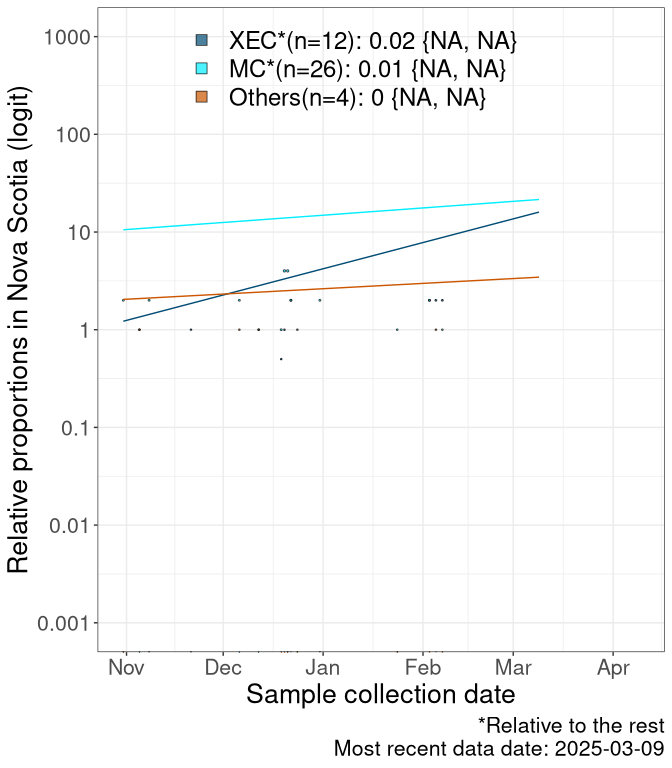 XEC*(n=12): 0.02 {NA, NA}
MC*(n=26): 0.01 {NA, NA}
Others(n=4): 0 {NA, NA}
Relative proportions in Nova Scotia (logit)
1000
100
10
1
0.1
0.01
0.001
Nov Dec Jan Feb Mar Apr
Sample collection date
*Relative to the rest
Most recent data date: 2025-03-09